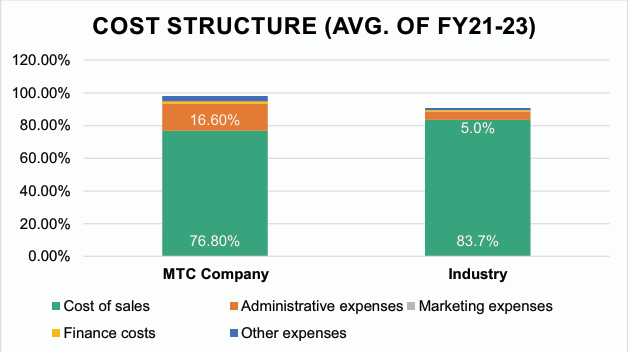 COST STRUCTURE (AVG. OF FY21-23)
120.00%
100.00%
80.00%
60.00%
40.00%
20.00%
0.00%
16.60%
5.0%
76.80%
83.7%
MTC Company
Industry
Cost of sales
Administrative expenses
Marketing expenses
Finance costs
Other expenses